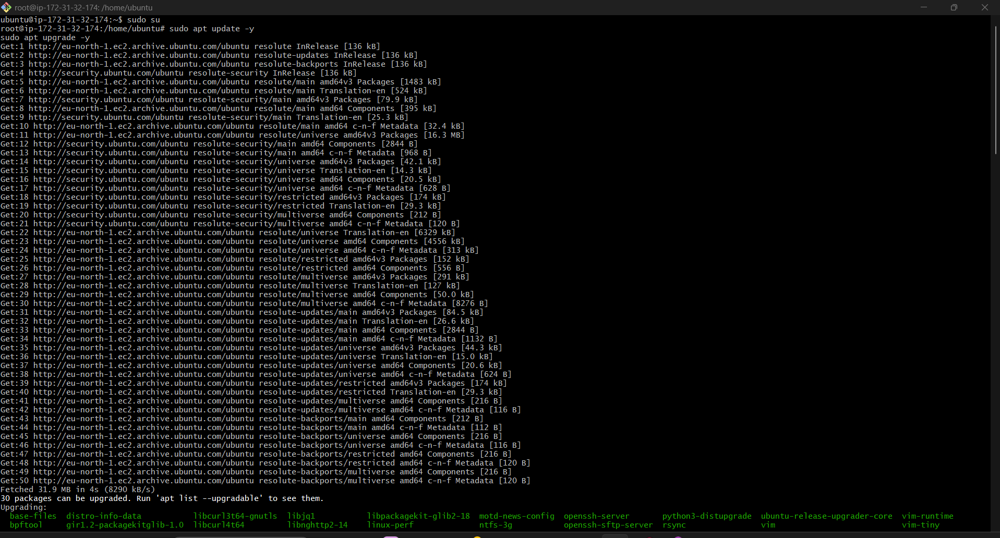 root@ip-172-31-32-174: /home/ubuntu
ubuntu@ip-172-31-32-174:~$ sudo su
root@ip-172-31-32-174:/home/ubuntu# sudo apt update -y
sudo apt upgrade -y
Get:1 http://eu-north-1.ec2.archive.ubuntu.com/ubuntu resolute InRelease [136 kB]
Get:2 http://eu-north-1.ec2.archive.ubuntu.com/ubuntu resolute-updates InRelease [136 kB]
Get:3 http://eu-north-1.ec2.archive.ubuntu.com/ubuntu resolute-backports InRelease [136 kB]
Get:4 http://security.ubuntu.com/ubuntu resolute-security InRelease [136 kB]
Get:5 http://eu-north-1.ec2.archive.ubuntu.com/ubuntu resolute/main amd64v3 Packages [1483 kB]
Get:6 http://eu-north-1.ec2.archive.ubuntu.com/ubuntu resolute/main Translation-en [524 kB]
Get:7 http://security.ubuntu.com/ubuntu resolute-security/main amd64v3 Packages [79.9 kB]
Get:8 http://eu-north-1.ec2.archive.ubuntu.com/ubuntu resolute/main amd64 Components [395 kB]
Get:9 http://security.ubuntu.com/ubuntu resolute-security/main Translation-en [25.3 kB]
Get:10 http://eu-north-1.ec2.archive.ubuntu.com/ubuntu resolute/main amd64 c-n-f Metadata [32.4 kB]
Get:11 http://eu-north-1.ec2.archive.ubuntu.com/ubuntu resolute/universe amd64v3 Packages [16.3 MB]
Get:12 http://security.ubuntu.com/ubuntu resolute-security/main amd64 Components [2844 B]
Get:13 http://security.ubuntu.com/ubuntu resolute-security/main amd64 c-n-f Metadata [968 B]
Get:14 http://security.ubuntu.com/ubuntu resolute-security/universe amd64v3 Packages [42.1 kB]
Get:15 http://security.ubuntu.com/ubuntu resolute-security/universe Translation-en [14.3 kB]
Get:16 http://security.ubuntu.com/ubuntu resolute-security/universe amd64 Components [20.5 kB]
Get:17 http://security.ubuntu.com/ubuntu resolute-security/universe amd64 c-n-f Metadata [628 B]
Get:18 http://security.ubuntu.com/ubuntu resolute-security/restricted amd64v3 Packages [174 kB]
Get:19 http://security.ubuntu.com/ubuntu resolute-security/restricted Translation-en [29.3 kB]
Get:20 http://security.ubuntu.com/ubuntu resolute-security/multiverse amd64 Components [212 B]
Get:21 http://security.ubuntu.com/ubuntu resolute-security/multiverse amd64 c-n-f Metadata [120 B]
Get:22 http://eu-north-1.ec2.archive.ubuntu.com/ubuntu resolute/universe Translation-en [6329 kB]
Get:23 http://eu-north-1.ec2.archive.ubuntu.com/ubuntu resolute/universe amd64 Components [4556 kB]
Get:24 http://eu-north-1.ec2.archive.ubuntu.com/ubuntu resolute/universe amd64 c-n-f Metadata [313 kB]
Get:25 http://eu-north-1.ec2.archive.ubuntu.com/ubuntu resolute/restricted amd64v3 Packages [152 kB]
Get:26 http://eu-north-1.ec2.archive.ubuntu.com/ubuntu resolute/restricted amd64 Components [556 B]
Get:27 http://eu-north-1.ec2.archive.ubuntu.com/ubuntu resolute/multiverse amd64v3 Packages [291 kB]
Get:28 http://eu-north-1.ec2.archive.ubuntu.com/ubuntu resolute/multiverse Translation-en [127 kB]
Get:29 http://eu-north-1.ec2.archive.ubuntu.com/ubuntu resolute/multiverse amd64 Components [50.0 kB]
Get:30 http://eu-north-1.ec2.archive.ubuntu.com/ubuntu resolute/multiverse amd64 c-n-f Metadata [8276 B]
Get:31 http://eu-north-1.ec2.archive.ubuntu.com/ubuntu resolute-updates/main amd64v3 Packages [84.5 kB]
Get:32 http://eu-north-1.ec2.archive.ubuntu.com/ubuntu resolute-updates/main Translation-en [26.6 kB]
Get:33 http://eu-north-1.ec2.archive.ubuntu.com/ubuntu resolute-updates/main amd64 Components [2844 B]
Get:34 http://eu-north-1.ec2.archive.ubuntu.com/ubuntu resolute-updates/main amd64 c-n-f Metadata [1132 B]
Get:35 http://eu-north-1.ec2.archive.ubuntu.com/ubuntu resolute-updates/universe amd64v3 Packages [44.3 kB]
Get:36 http://eu-north-1.ec2.archive.ubuntu.com/ubuntu resolute-updates/universe Translation-en [15.0 kB]
Get:37 http://eu-north-1.ec2.archive.ubuntu.com/ubuntu resolute-updates/universe amd64 Components [20.6 kB]
Get:38 http://eu-north-1.ec2.archive.ubuntu.com/ubuntu resolute-updates/universe amd64 c-n-f Metadata [624 B]
Get:39 http://eu-north-1.ec2.archive.ubuntu.com/ubuntu resolute-updates/restricted amd64v3 Packages [174 kB]
Get:40 http://eu-north-1.ec2.archive.ubuntu.com/ubuntu resolute-updates/restricted Translation-en [29.3 kB]
Get:41 http://eu-north-1.ec2.archive.ubuntu.com/ubuntu resolute-updates/multiverse amd64 Components [216 B]
Get:42 http://eu-north-1.ec2.archive.ubuntu.com/ubuntu resolute-updates/multiverse amd64 c-n-f Metadata [116 B]
Get:43 http://eu-north-1.ec2.archive.ubuntu.com/ubuntu resolute-backports/main amd64 Components [212 B]
Get:44 http://eu-north-1.ec2.archive.ubuntu.com/ubuntu resolute-backports/main amd64 c-n-f Metadata [112 B]
Get:45 http://eu-north-1.ec2.archive.ubuntu.com/ubuntu resolute-backports/universe amd64 Components [216 B]
Get:46 http://eu-north-1.ec2.archive.ubuntu.com/ubuntu resolute-backports/universe amd64 c-n-f Metadata [116 B]
Get:47 http://eu-north-1.ec2.archive.ubuntu.com/ubuntu resolute-backports/restricted amd64 Components [216 B]
Get:48 http://eu-north-1.ec2.archive.ubuntu.com/ubuntu resolute-backports/restricted amd64 c-n-f Metadata [120 B]
Get:49 http://eu-north-1.ec2.archive.ubuntu.com/ubuntu resolute-backports/multiverse amd64 Components [216 B]
Get:50 http://eu-north-1.ec2.archive.ubuntu.com/ubuntu resolute-backports/multiverse amd64 c-n-f Metadata [120 B]
Fetched 31.9 MB in 4s (8290 kB/s)
30 packages can be upgraded. Run 'apt list --upgradable' to see them.
Upgrading:
base-files distro-info-data libcurl3t64-gnutls libjq1 libpackagekit-glib2-18 motd-news-config openssh-server python3-distupgrade ubuntu-release-upgrader-core vim-runtime
bpftool gir1.2-packagekitglib-1.0 libcurl4t64 libnghttp2-14 linux-perf ntfs-3g openssh-sftp-server rsync vim vim-tiny